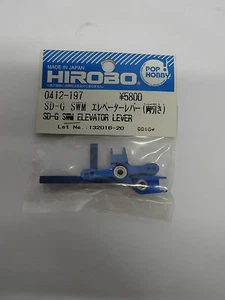 MADE IN JAPAN
HIROBO
POP
HOBBY
0412-197 ¥5800
SD-G SWM エレベーターレバー(両引き)
SD-G SWM ELEVATOR LEVER
Lot No.: 132016-20